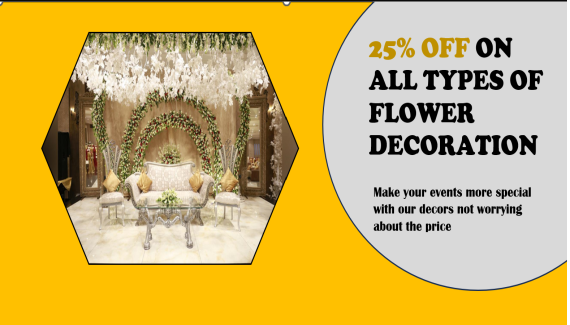 25% OFF ON
ALL TYPES OF
FLOWER
DECORATION
Make your events more special
with our decors not worrying
about the price